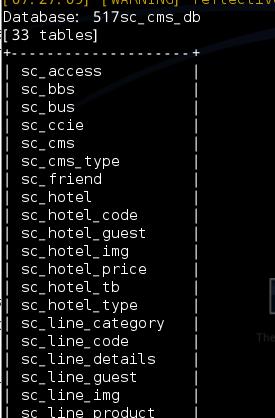 [07:27:09] [WARNING] reflective
Database: 517sc_cms_db
[33 tables]
+--------------------+
| sc_access |
| sc_bbs |
| sc_bus |
| sc_ccie |
| sc_cms |
| sc_cms_type |
| sc_friend |
| sc_hotel |
| sc_hotel_code |
| sc_hotel_guest |
| sc_hotel_img |
| sc_hotel_price |
| sc_hotel_tb |
| sc_hotel_type |
| sc_line_category |
| sc_line_code |
| sc_line_details |
| sc_line_guest |
| sc_line_img |
| sc_line_product |
The